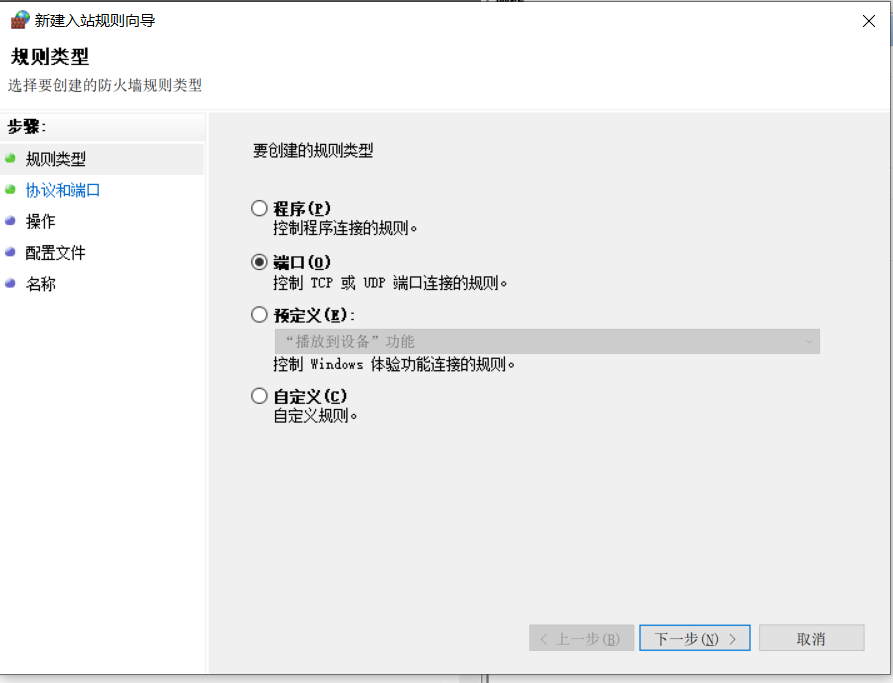 新建入站规则向导
规则类型
选择要创建的防火墙规则类型
步骤:
规则类型
协议和端口
操作
配置文件
名称
要创建的规则类型
程序(P)
控制程序连接的规则。
端口(O)
控制 TCP 或 UDP 端口连接的规则。
预定义(E):
“播放到设备”功能
控制 Windows 体验功能连接的规则。
自定义(C)
自定义规则。
< 上一步(B)
下一步(N) >
取消